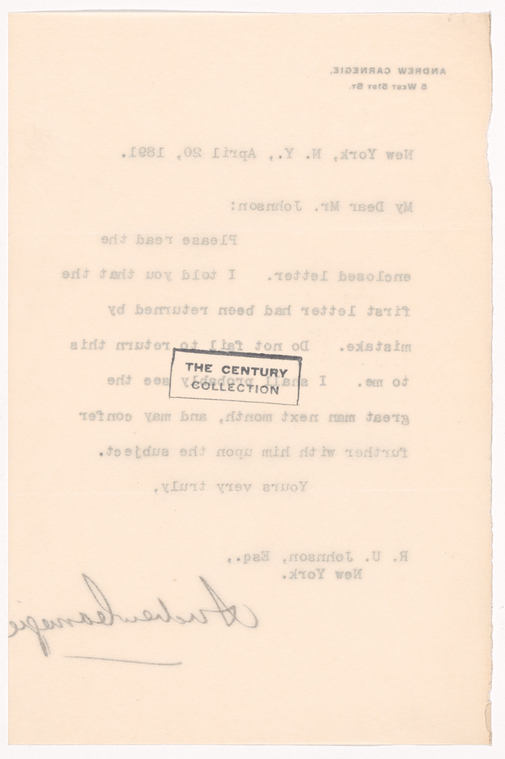 ANDREW CARNEGIE,
5 West 51st St.
New York, N. Y., April 20, 1891.
My Dear Mr. Johnson:
Please read the
enclosed letter. I told you that the
first letter had been returned by
mistake. Do not fail to return this
to me. I shall probably see the
THE CENTURY
COLLECTION
great man next month, and may confer
further with him upon the subject.
Yours very truly,
R. U. Johnson, Esq.,
New York.
Andrew Carnegie